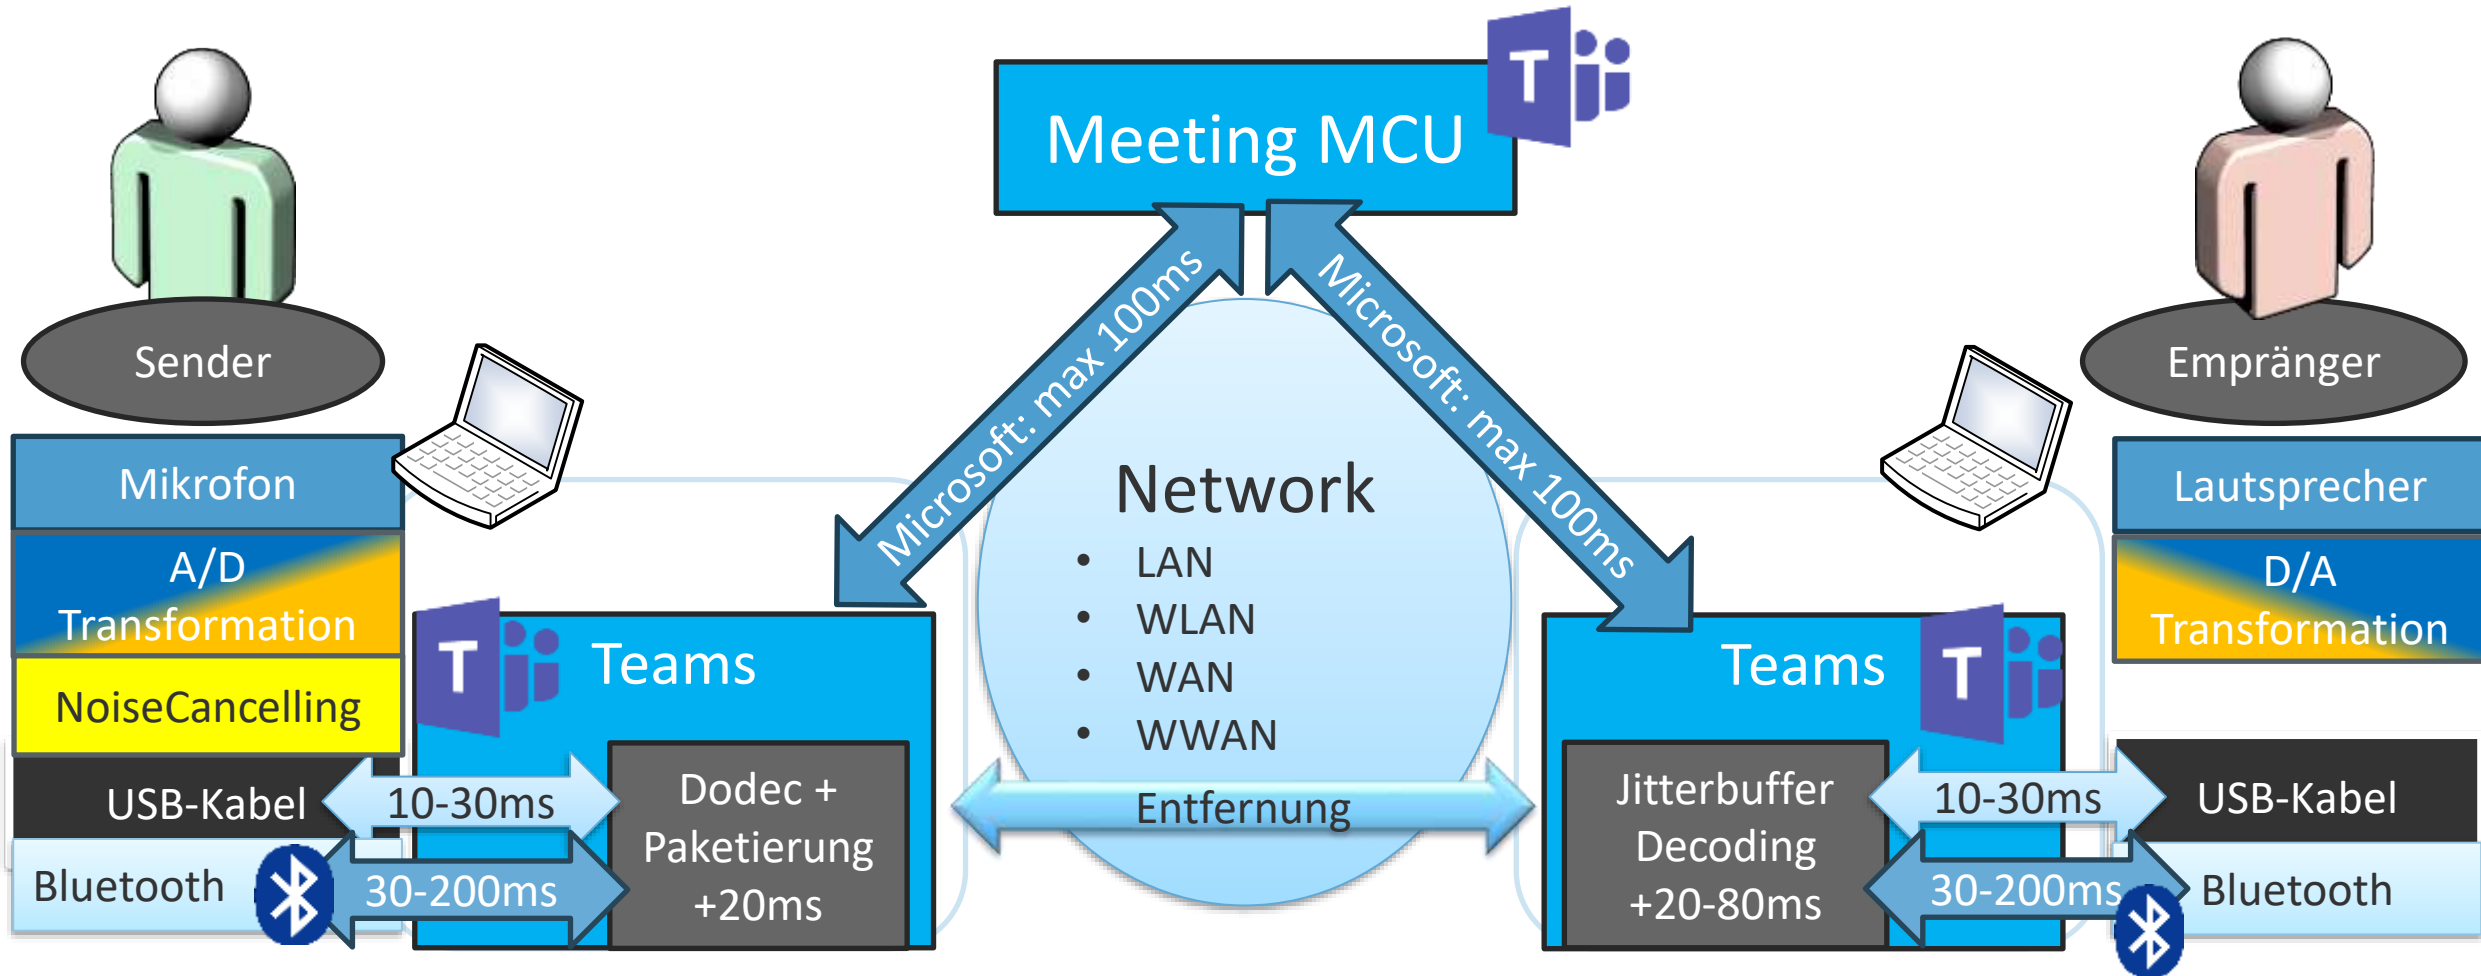 Meeting MCU
T
Sender
Empränger
Microsoft: max 100ms
Microsoft: max 100ms
Mikrofon
A/D
Transformation
NoiseCancelling
USB-Kabel
Bluetooth
10-30ms
30-200ms
T
Teams
Dodec +
Paketierung
+20ms
Network
• LAN
• WLAN
• WAN
• WWAN
Entfernung
Teams
T
Jitterbuffer
Decoding
+20-80ms
10-30ms
30-200ms
Lautsprecher
D/A
Transformation
USB-Kabel
Bluetooth